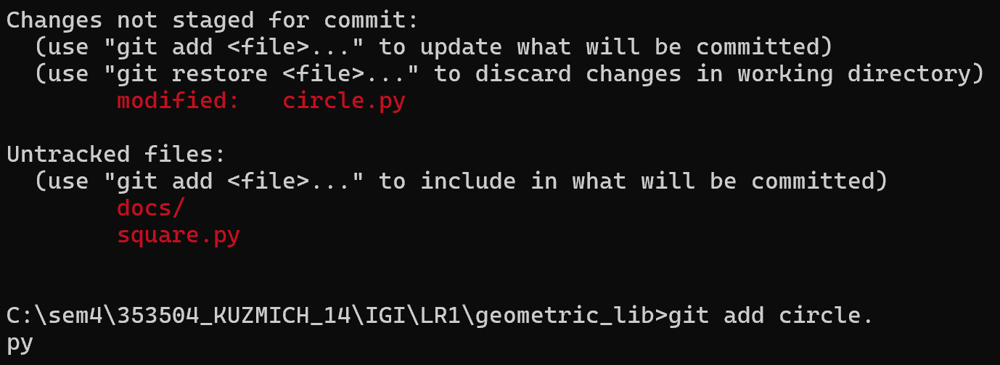 Changes not staged for commit:
  (use "git add <file>..." to update what will be committed)
  (use "git restore <file>..." to discard changes in working directory)
        modified:   circle.py

Untracked files:
  (use "git add <file>..." to include in what will be committed)
        docs/
        square.py


C:\sem4\353504_KUZMICH_14\IGI\LR1\geometric_lib>git add circle.
py